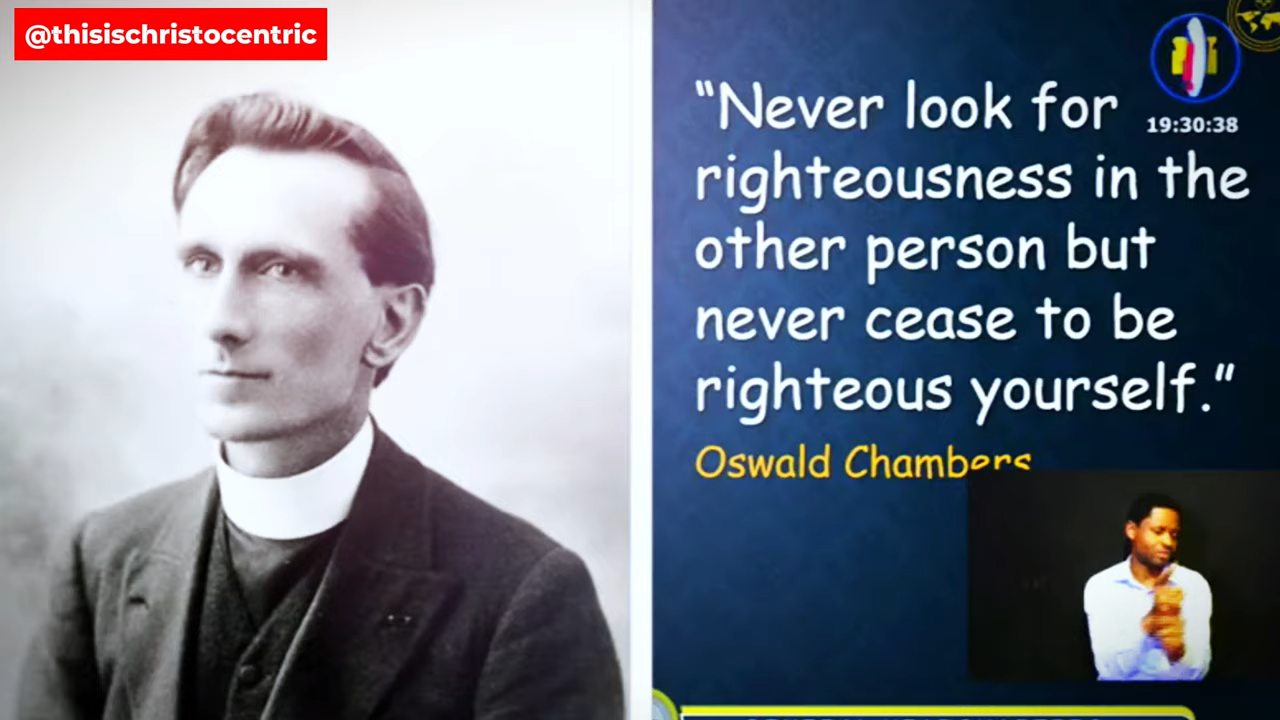 @thisischristocentric
19:30:38
“Never look for
righteousness in the
other person but
never cease to be
righteous yourself.”
Oswald Chambers